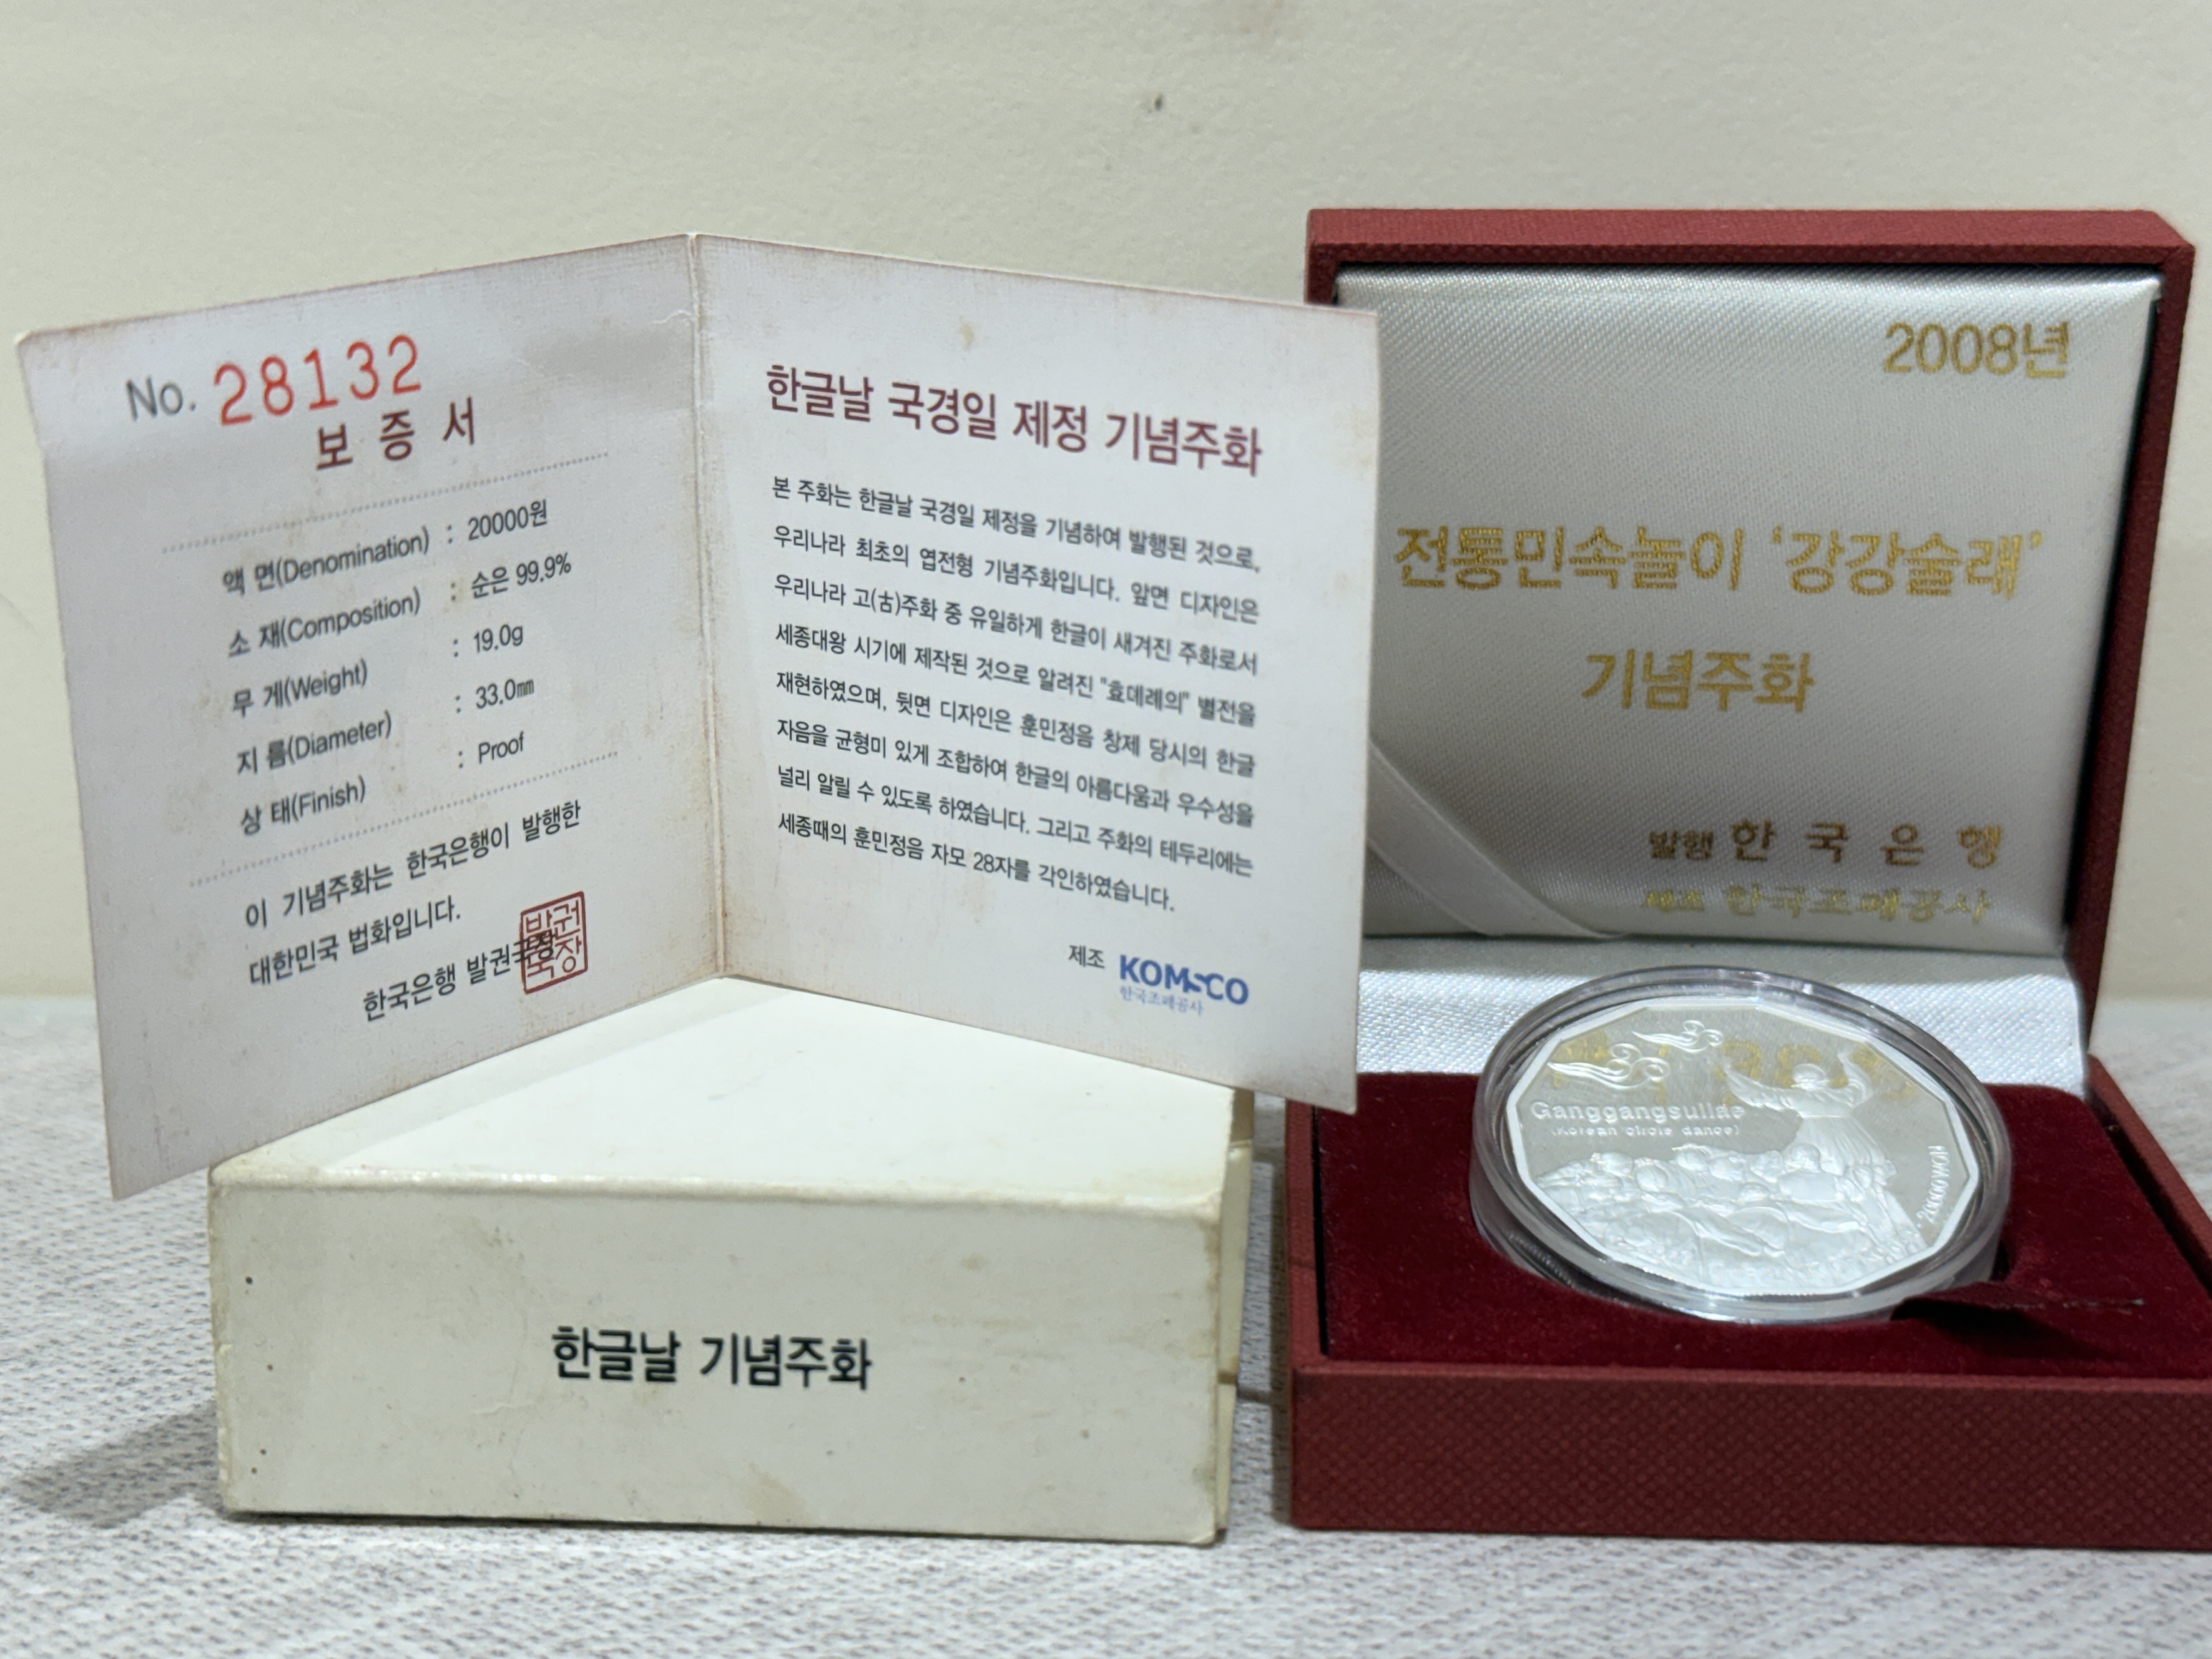 No. 28132
보증서
액 면(Denomination) : 20000원
소 재(Composition) : 순은 99.9%
무 게(Weight) : 19.0g
지 름(Diameter) : 33.0㎜
상 태(Finish) : Proof
이 기념주화는 한국은행이 발행한
대한민국 법화입니다.
한국은행 발권국장
발권
국장
한글날 국경일 제정 기념주화
본 주화는 한글날 국경일 제정을 기념하여 발행된 것으로,
우리나라 최초의 엽전형 기념주화입니다. 앞면 디자인은
우리나라 고(古)주화 중 유일하게 한글이 새겨진 주화로서
세종대왕 시기에 제작된 것으로 알려진 "효뎨례의" 별전을
재현하였으며, 뒷면 디자인은 훈민정음 창제 당시의 한글
자음을 균형미 있게 조합하여 한글의 아름다움과 우수성을
널리 알릴 수 있도록 하였습니다. 그리고 주화의 테두리에는
세종때의 훈민정음 자모 28자를 각인하였습니다.
제조 KOMSCO
한국조폐공사
한글날 기념주화
2008년
전통민속놀이 '강강술래'
기념주화
발행 한국은행
제조 한국조폐공사
Ganggangsullae
(Korean circle dance)
20000 WON